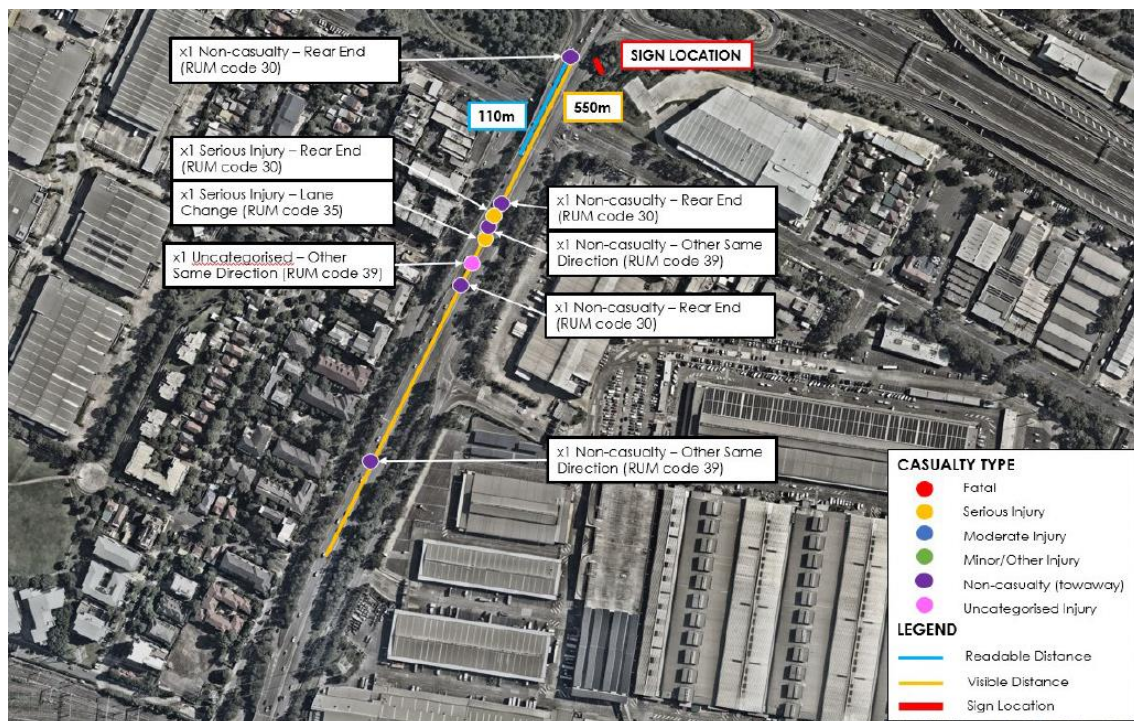 x1 Non-casualty – Rear End
(RUM code 30)
SIGN LOCATION
110m
550m
x1 Serious Injury – Rear End
(RUM code 30)
x1 Serious Injury – Lane
Change (RUM code 35)
x1 Uncategorised – Other
Same Direction (RUM code 39)
x1 Non-casualty – Rear End
(RUM code 30)
x1 Non-casualty – Other Same
Direction (RUM code 39)
x1 Non-casualty – Rear End
(RUM code 30)
x1 Non-casualty – Other Same
Direction (RUM code 39)
CASUALTY TYPE
Fatal
Serious Injury
Moderate Injury
Minor/Other Injury
Non-casualty (towaway)
Uncategorised Injury
LEGEND
Readable Distance
Visible Distance
Sign Location